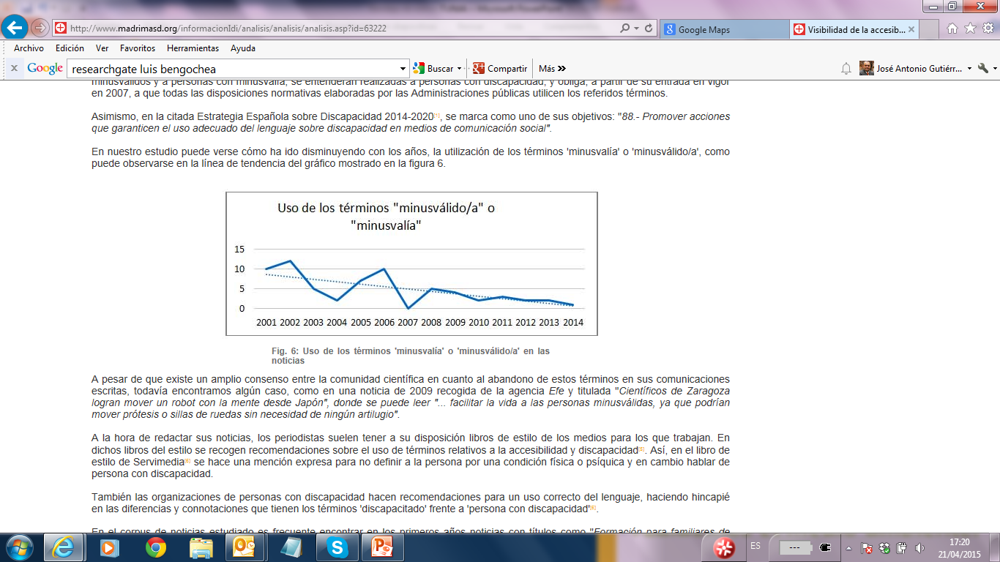 http://www.madrimasd.org/informacionIdi/analisis/analisis/analisis.asp?id=63222
Google Maps
Visibilidad de la accesib...
Archivo Edición Ver Favoritos Herramientas Ayuda
Google researchgate luis bengochea Buscar Compartir Más José Antonio Gutiérr...
minusválidos y a personas con minusvalía, se entenderán realizadas a personas con discapacidad, y obliga, a partir de su entrada en vigor
en 2007, a que todas las disposiciones normativas elaboradas por las Administraciones públicas utilicen los referidos términos.
Asimismo, en la citada Estrategia Española sobre Discapacidad 2014-2020[1], se marca como uno de sus objetivos: "88.- Promover acciones
que garanticen el uso adecuado del lenguaje sobre discapacidad en medios de comunicación social".
En nuestro estudio puede verse cómo ha ido disminuyendo con los años, la utilización de los términos 'minusvalía' o 'minusválido/a', como
puede observarse en la línea de tendencia del gráfico mostrado en la figura 6.
Uso de los términos "minusválido/a" o
"minusvalía"
15
10
5
0
2001 2002 2003 2004 2005 2006 2007 2008 2009 2010 2011 2012 2013 2014
Fig. 6: Uso de los términos 'minusvalía' o 'minusválido/a' en las
noticias
A pesar de que existe un amplio consenso entre la comunidad científica en cuanto al abandono de estos términos en sus comunicaciones
escritas, todavía encontramos algún caso, como en una noticia de 2009 recogida de la agencia Efe y titulada "Científicos de Zaragoza
logran mover un robot con la mente desde Japón", donde se puede leer "... facilitar la vida a las personas minusválidas, ya que podrían
mover prótesis o sillas de ruedas sin necesidad de ningún artilugio".
A la hora de redactar sus noticias, los periodistas suelen tener a su disposición libros de estilo de los medios para los que trabajan. En
dichos libros del estilo se recogen recomendaciones sobre el uso de términos relativos a la accesibilidad y discapacidad[5]. Así, en el libro de
estilo de Servimedia[6] se hace una mención expresa para no definir a la persona por una condición física o psíquica y en cambio hablar de
persona con discapacidad.
También las organizaciones de personas con discapacidad hacen recomendaciones para un uso correcto del lenguaje, haciendo hincapié
en las diferencias y connotaciones que tienen los términos 'discapacitado' frente a 'persona con discapacidad'[6].
En el corpus de noticias estudiado es frecuente encontrar en los primeros años noticias con títulos como "Formación para familiares de
ES
17:20
21/04/2015